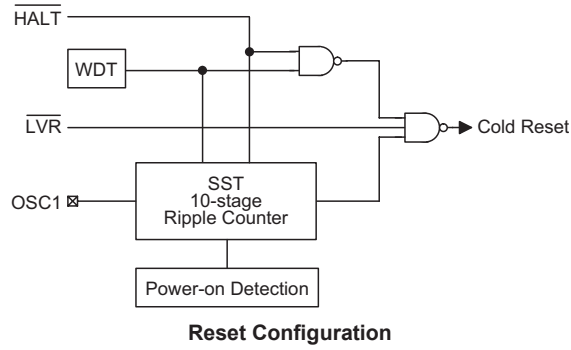 HALT
WDT
LVR
Cold Reset
SST
10-stage
Ripple Counter
OSC1
Power-on Detection
Reset Configuration